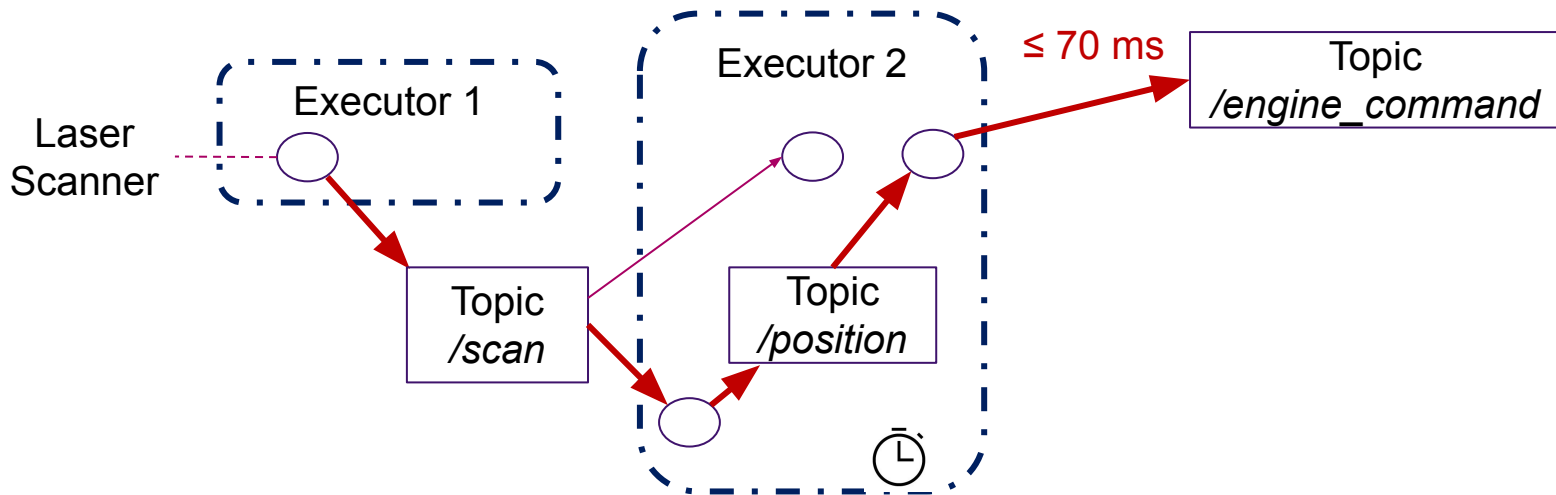 Laser
Scanner
Executor 1
Topic
/scan
Executor 2
Topic
/position
≤ 70 ms
Topic
/engine_command